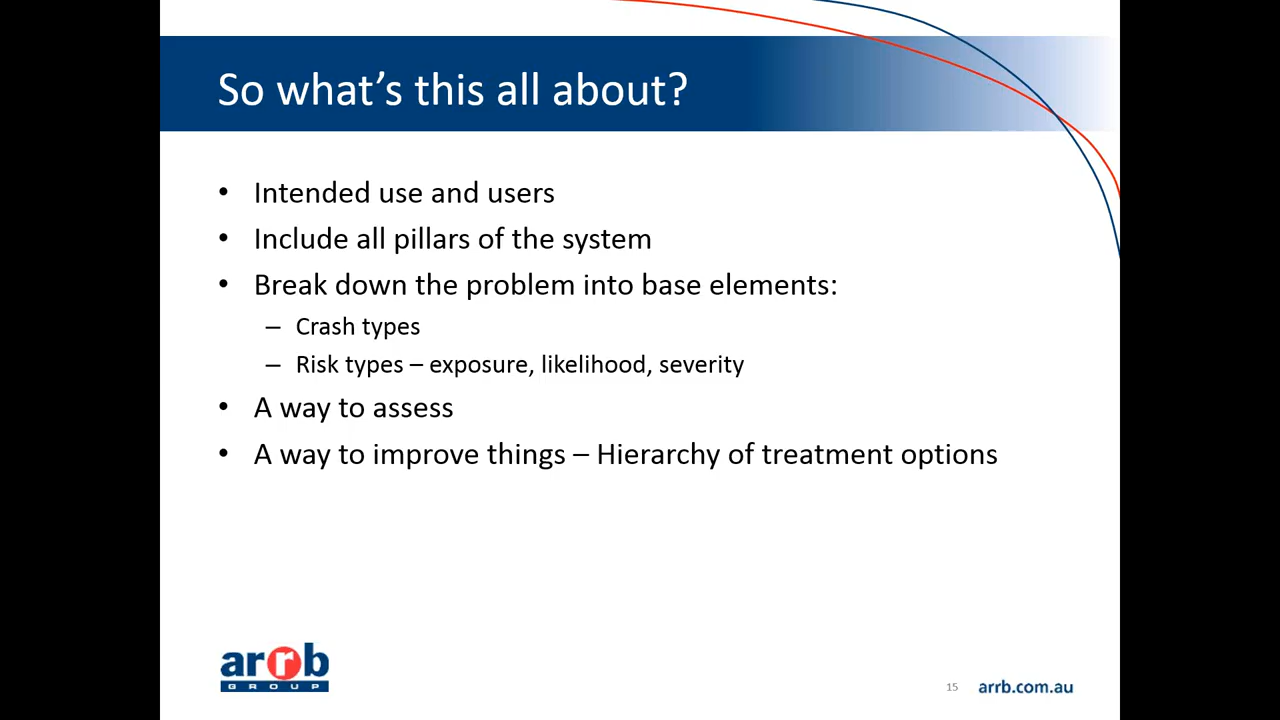 So what’s this all about?
• Intended use and users
• Include all pillars of the system
• Break down the problem into base elements:
– Crash types
– Risk types – exposure, likelihood, severity
• A way to assess
• A way to improve things – Hierarchy of treatment options
arrb
GROUP
15 arrb.com.au